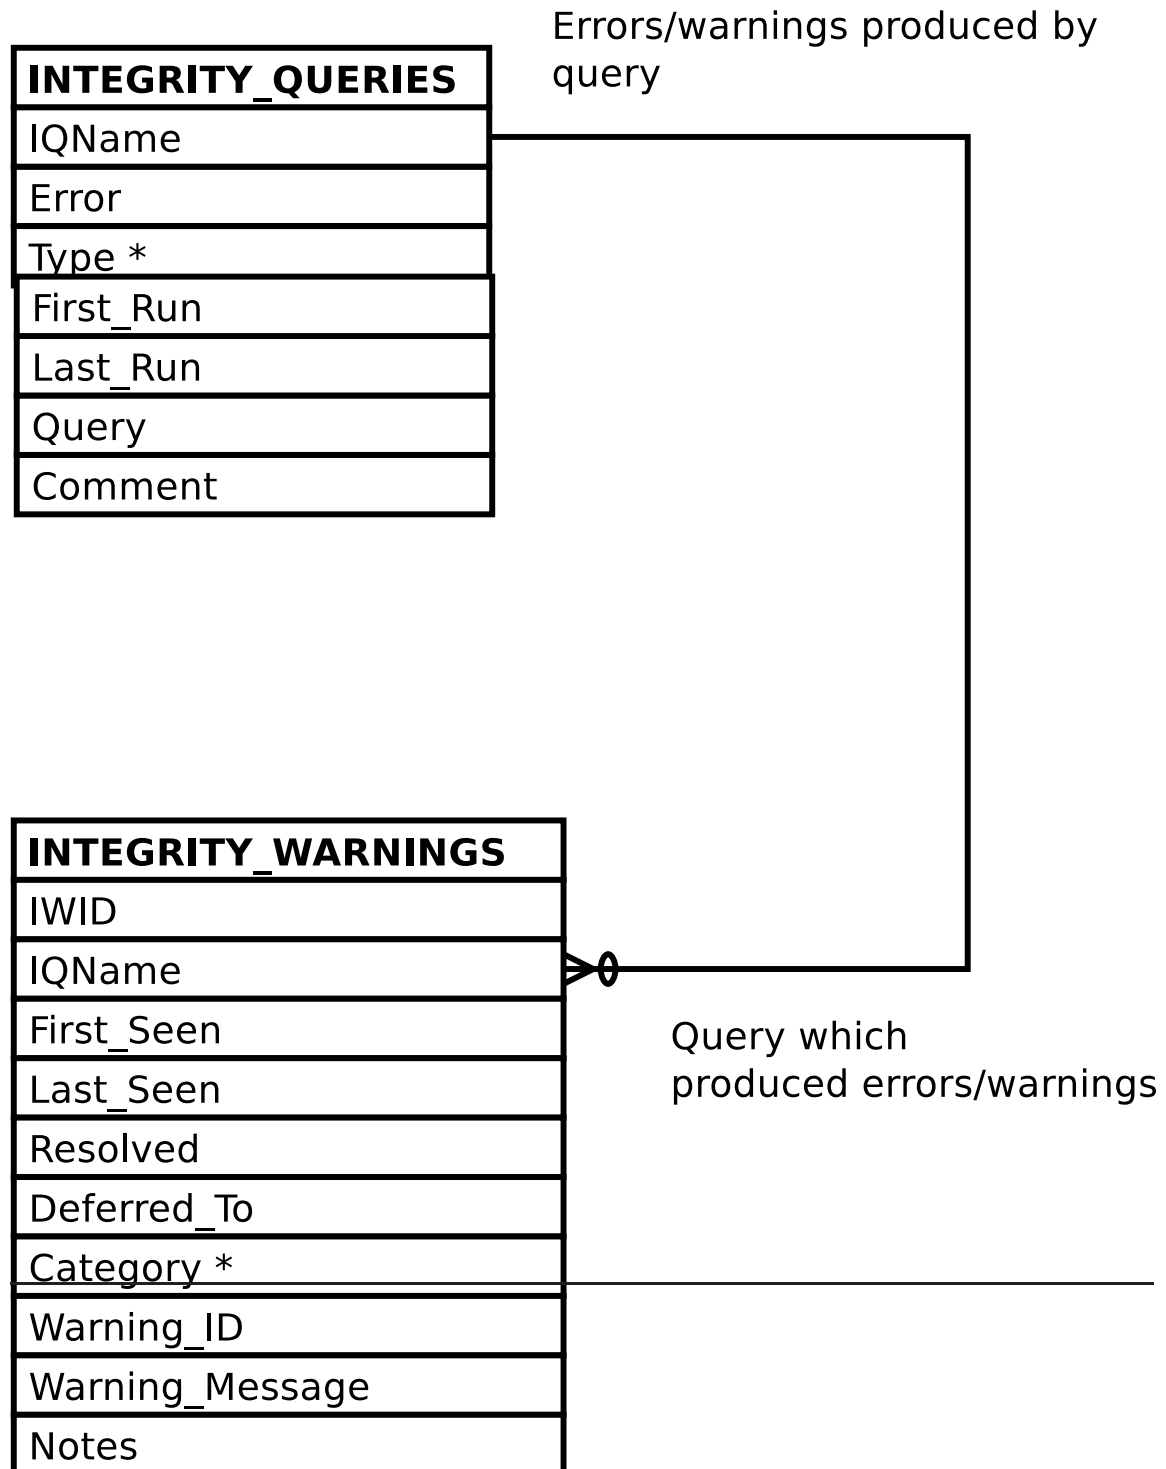 Errors/warnings produced by
query
INTEGRITY_QUERIES
IQName
Error
Type *
First_Run
Last_Run
Query
Comment
INTEGRITY_WARNINGS
IWID
IQName
First_Seen
Last_Seen
Query which
produced errors/warnings
Resolved
Deferred_To
Category *
Warning_ID
Warning_Message
Notes